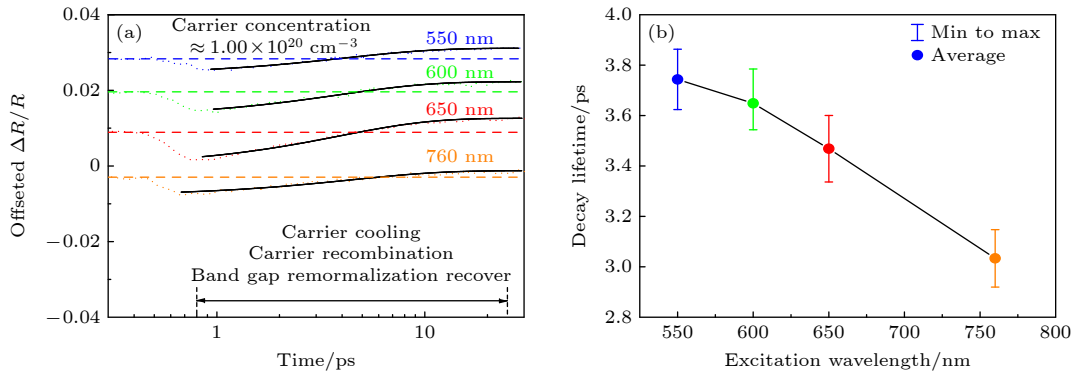 (a)
Carrier concentration
≈1.00×10²⁰ cm⁻³
550 nm
600 nm
650 nm
760 nm
Carrier cooling
Carrier recombination
Band gap remormalization recover
0.04
0.02
0
−0.02
−0.04
Offseted ΔR/R
1
10
Time/ps
(b)
Min to max
Average
4.0
3.8
3.6
3.4
3.2
3.0
2.8
Decay lifetime/ps
550
600
650
700
750
800
Excitation wavelength/nm